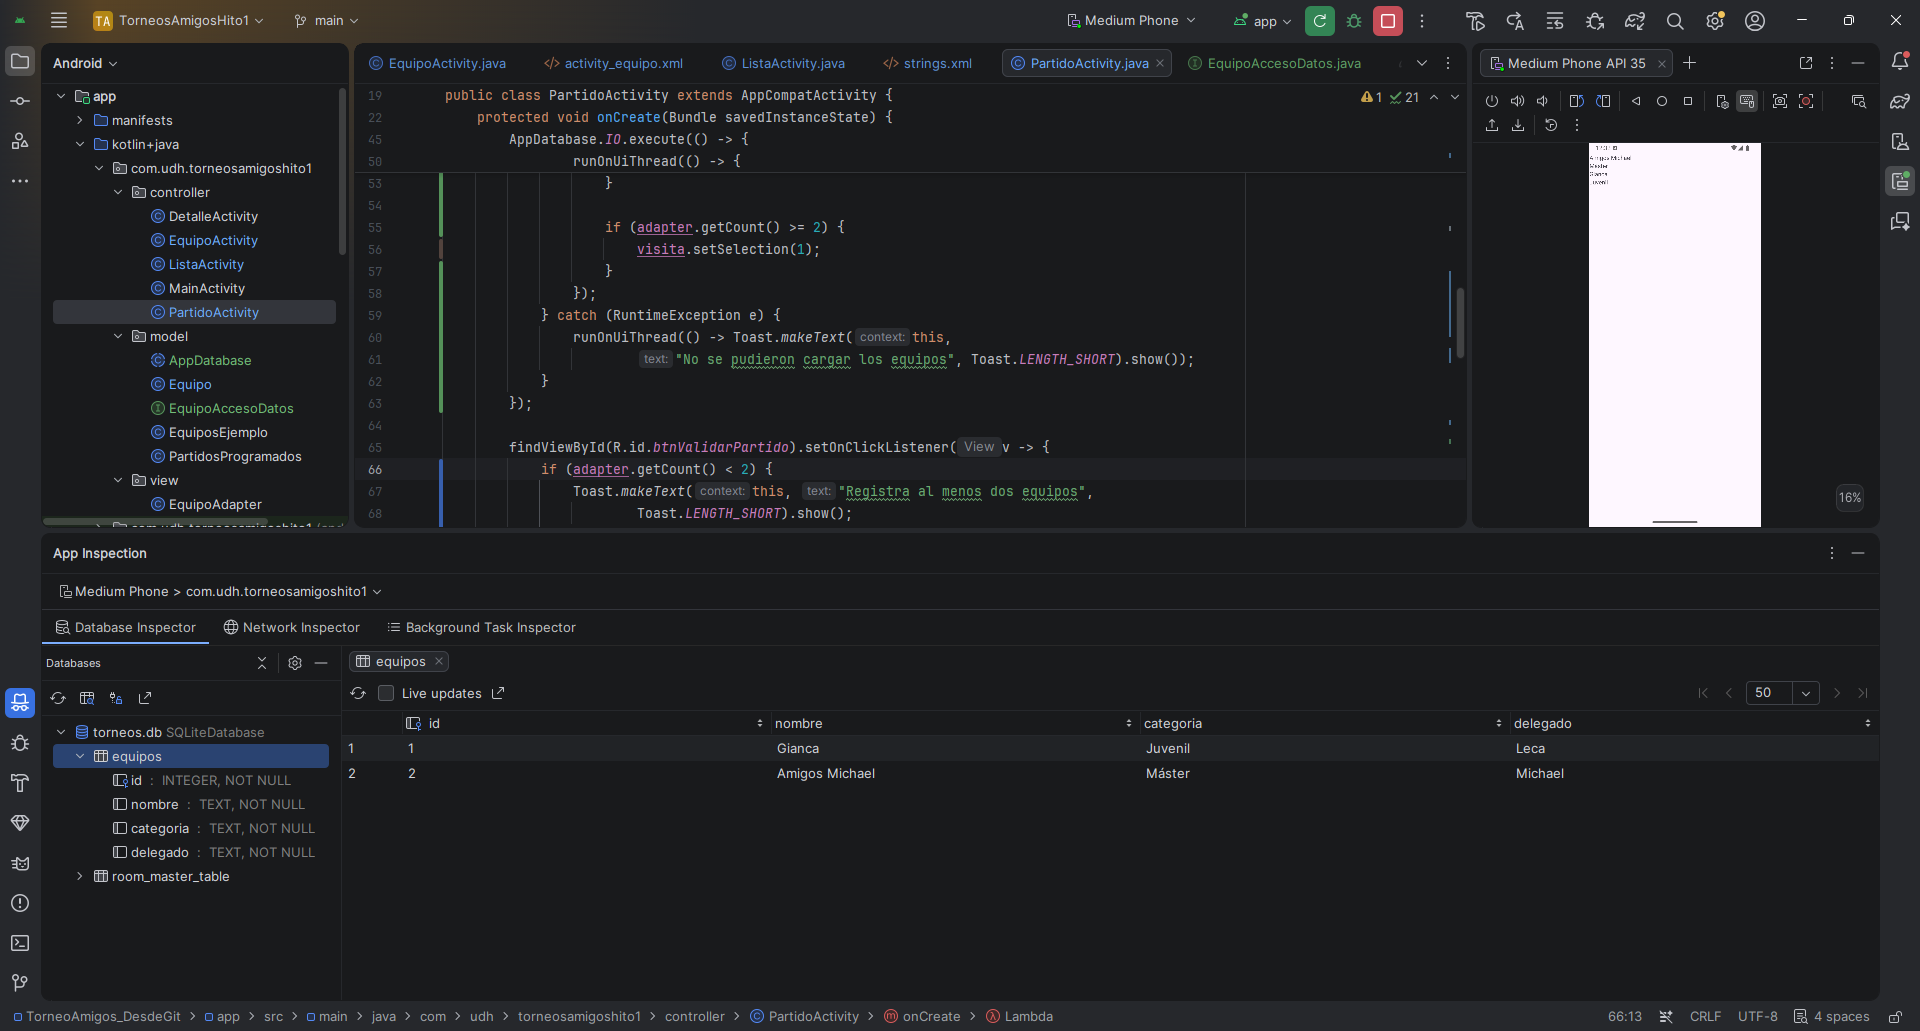 TA TorneosAmigosHito1 main Medium Phone app
Android
app
manifests
kotlin+java
com.udh.torneosamigoshito1
controller
DetalleActivity
EquipoActivity
ListaActivity
MainActivity
PartidoActivity
model
AppDatabase
Equipo
EquipoAccesoDatos
EquiposEjemplo
PartidosProgramados
view
EquipoAdapter
EquipoActivity.java activity_equipo.xml ListaActivity.java strings.xml PartidoActivity.java EquipoAccesoDatos.java
19 public class PartidoActivity extends AppCompatActivity { 1 21
22 protected void onCreate(Bundle savedInstanceState) {
45 AppDatabase.IO.execute(() -> {
50 runOnUiThread(() -> {
53 }
54
55 if (adapter.getCount() >= 2) {
56 visita.setSelection(1);
57 }
58 });
59 } catch (RuntimeException e) {
60 runOnUiThread(() -> Toast.makeText( context: this,
61 text: "No se pudieron cargar los equipos", Toast.LENGTH_SHORT).show());
62 }
63 });
64
65 findViewById(R.id.btnValidarPartido).setOnClickListener( View v -> {
66 if (adapter.getCount() < 2) {
67 Toast.makeText( context: this, text: "Registra al menos dos equipos",
68 Toast.LENGTH_SHORT).show();
Medium Phone API 35
Amigos Michael
Máster
Gianca
Juvenil
16%
App Inspection
Medium Phone > com.udh.torneosamigoshito1
Database Inspector Network Inspector Background Task Inspector
Databases
torneos.db SQLiteDatabase
equipos
id : INTEGER, NOT NULL
nombre : TEXT, NOT NULL
categoria : TEXT, NOT NULL
delegado : TEXT, NOT NULL
room_master_table
equipos
Live updates 50
id nombre categoria delegado
1 1 Gianca Juvenil Leca
2 2 Amigos Michael Máster Michael
TorneoAmigos_DesdeGit > app > src > main > java > com > udh > torneosamigoshito1 > controller > PartidoActivity > onCreate > Lambda 66:13 CRLF UTF-8 4 spaces